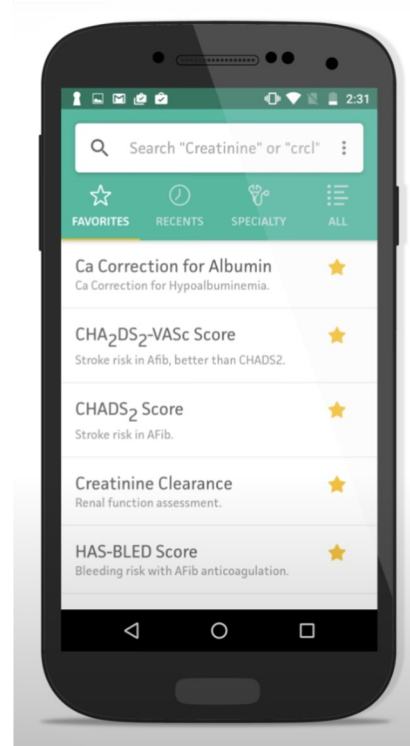 2:31
Search "Creatinine" or "crcl"
FAVORITES RECENTS SPECIALTY ALL
Ca Correction for Albumin
Ca Correction for Hypoalbuminemia.
CHA₂DS₂-VASc Score
Stroke risk in Afib, better than CHADS2.
CHADS₂ Score
Stroke risk in AFib.
Creatinine Clearance
Renal function assessment.
HAS-BLED Score
Bleeding risk with AFib anticoagulation.